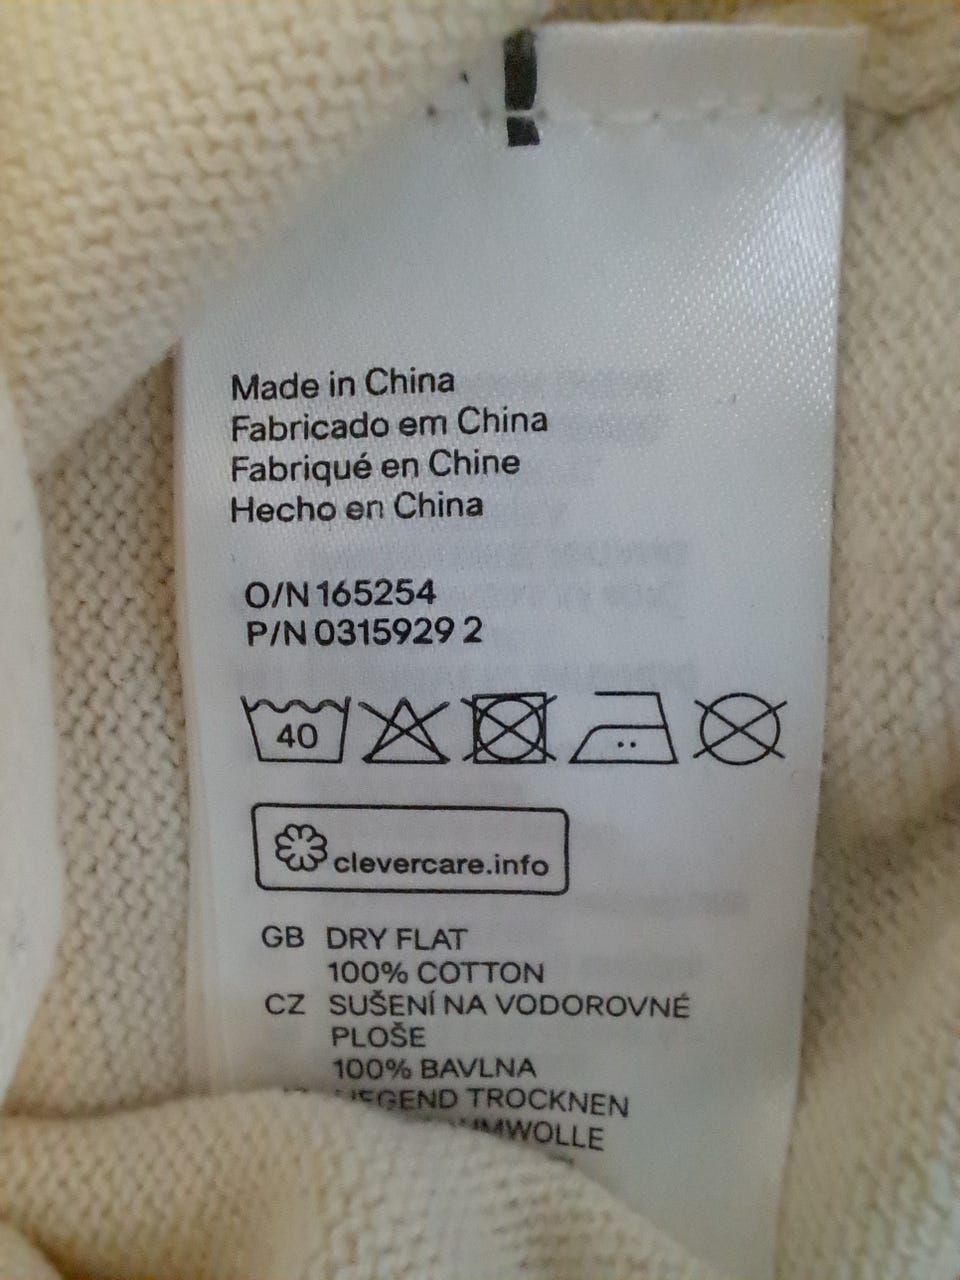 Made in China
Fabricado em China
Fabriqué en Chine
Hecho en China
O/N 165254
P/N 0315929 2
40
clevercare.info
GB DRY FLAT
100% COTTON
CZ SUŠENÍ NA VODOROVNÉ
PLOŠE
100% BAVLNA
TROCKNEN